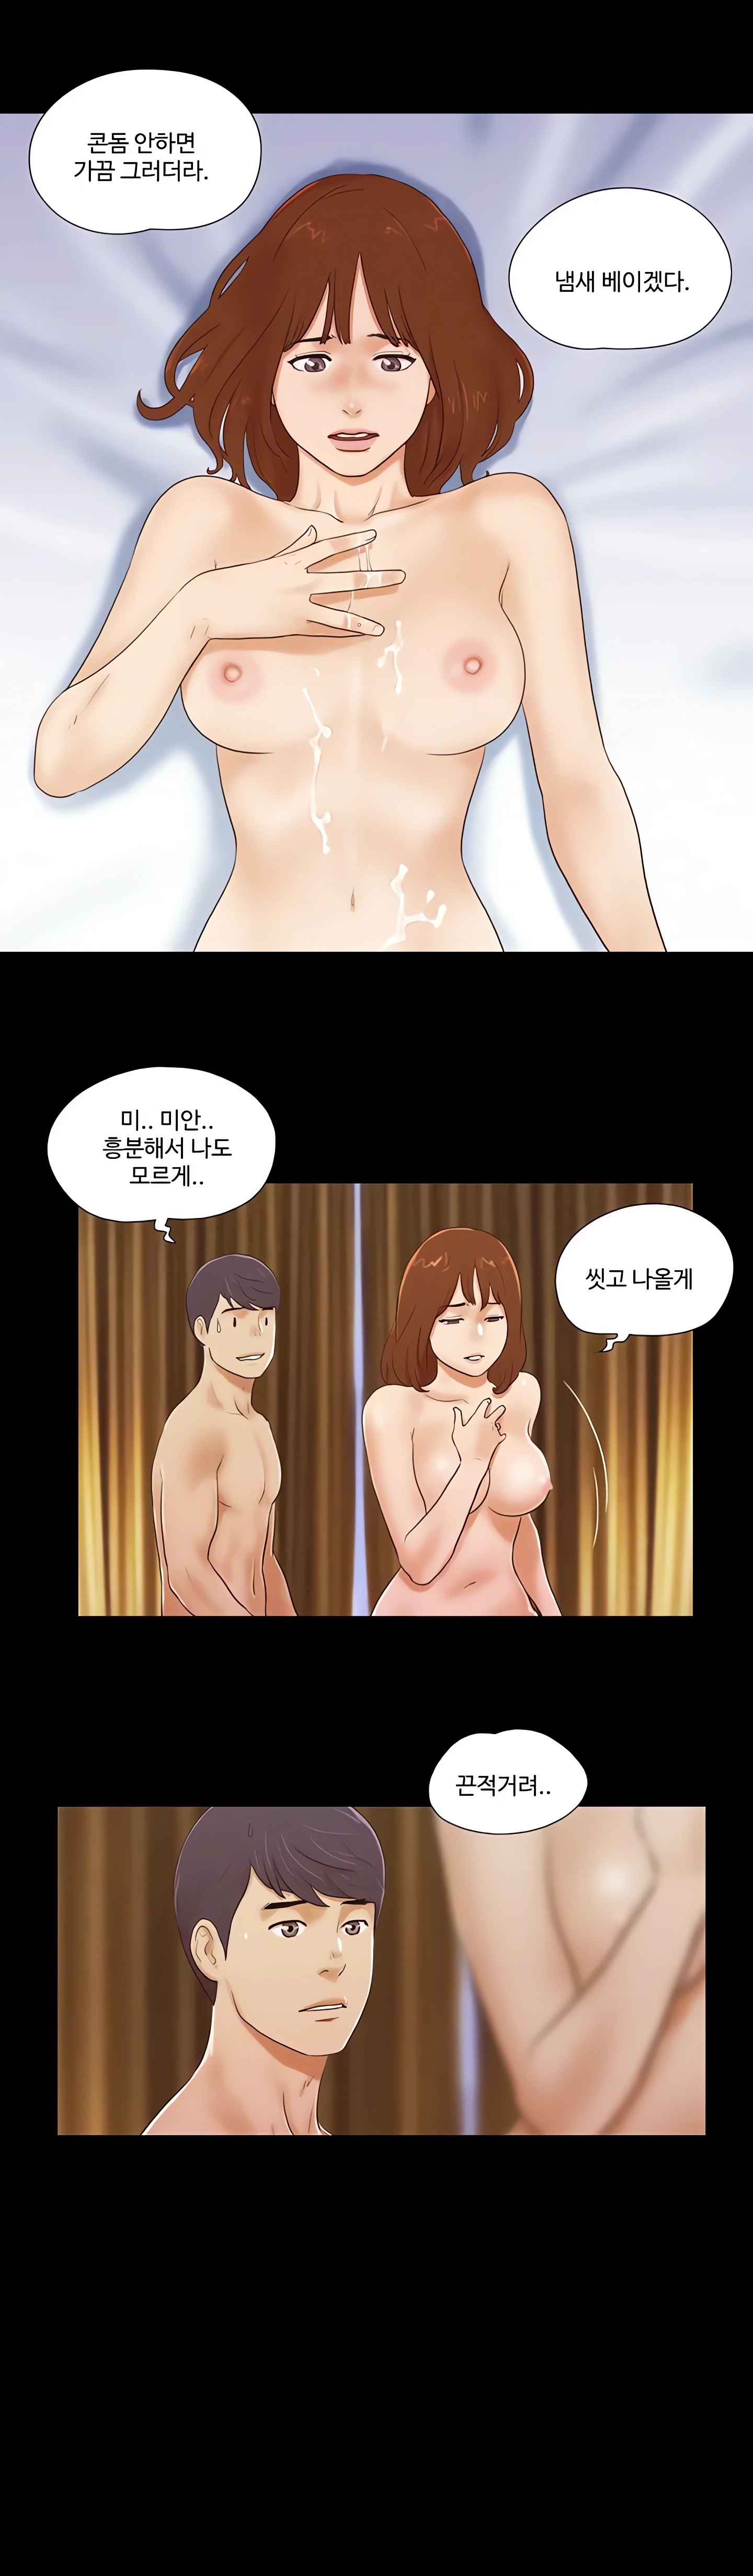 콘돔 안하면
가끔 그러더라.
냄새 베이겠다.
미.. 미안..
흥분해서 나도
모르게..
씻고 나올게
끈적거려..